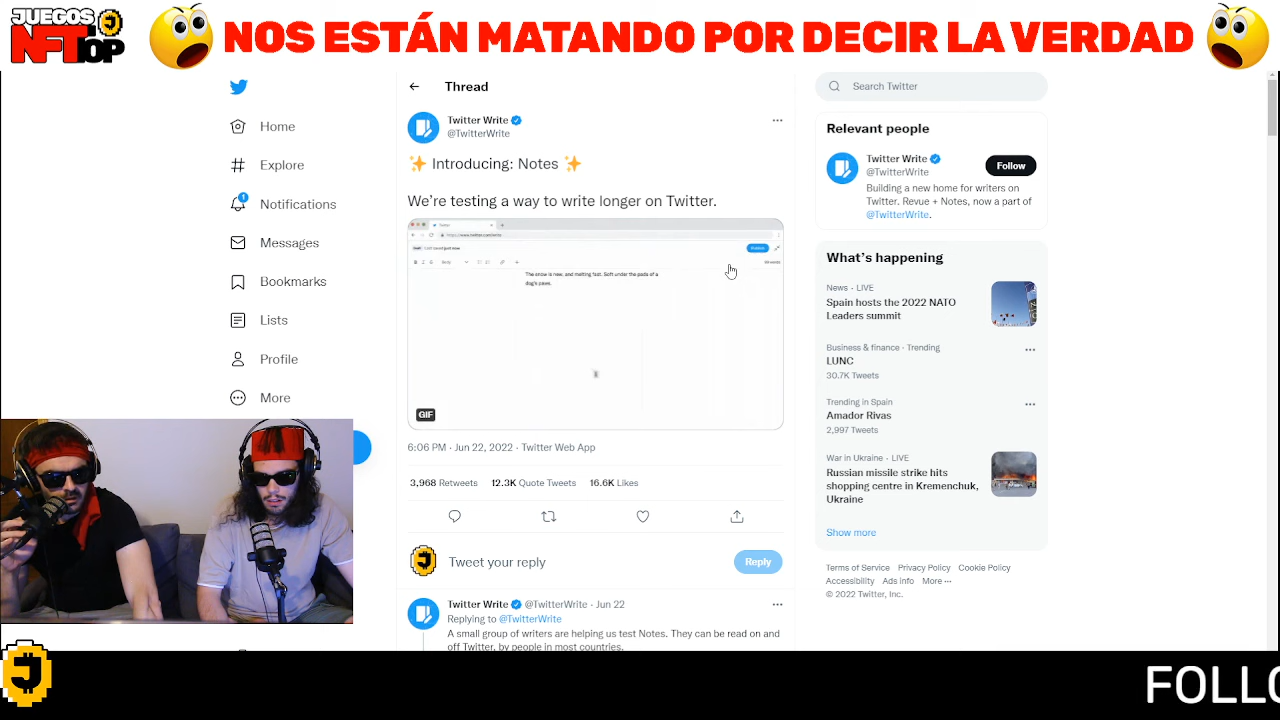 JUEGOS
NFT TOP
NOS ESTÁN MATANDO POR DECIR LA VERDAD
Home
Explore
1
Notifications
Messages
Bookmarks
Lists
Profile
More
Thread
Twitter Write
@TwitterWrite
✨ Introducing: Notes ✨
We're testing a way to write longer on Twitter.
The snow is new, and melting fast. Soft under the pads of a
dog's paws.
GIF
6:06 PM · Jun 22, 2022 · Twitter Web App
3,968 Retweets 12.3K Quote Tweets 16.6K Likes
Tweet your reply
Reply
Twitter Write @TwitterWrite · Jun 22
Replying to @TwitterWrite
A small group of writers are helping us test Notes. They can be read on and
off Twitter, by people in most countries.
Search Twitter
Relevant people
Twitter Write
@TwitterWrite
Follow
Building a new home for writers on
Twitter. Revue + Notes, now a part of
@TwitterWrite.
What's happening
News · LIVE
Spain hosts the 2022 NATO
Leaders summit
Business & finance · Trending
LUNC
30.7K Tweets
Trending in Spain
Amador Rivas
2,997 Tweets
War in Ukraine · LIVE
Russian missile strike hits
shopping centre in Kremenchuk,
Ukraine
Show more
Terms of Service Privacy Policy Cookie Policy
Accessibility Ads info More ···
© 2022 Twitter, Inc.
FOLLO